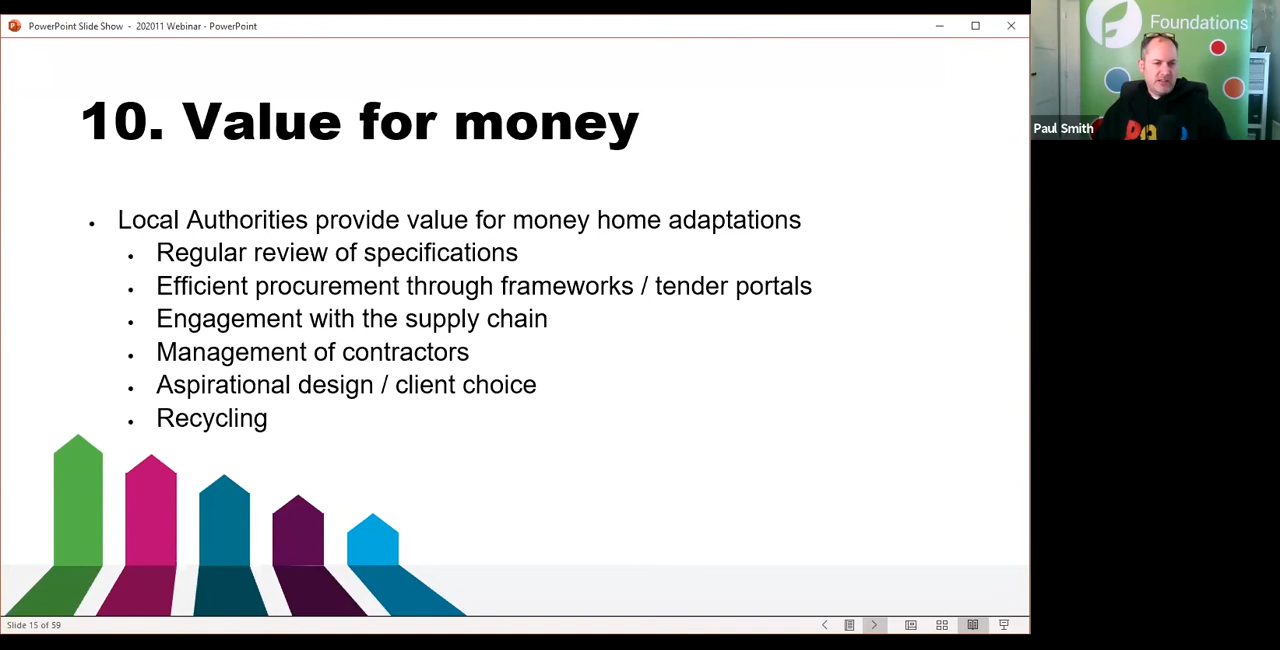 PowerPoint Slide Show - 202011 Webinar - PowerPoint
Foundations
Paul Smith
10. Value for money
Local Authorities provide value for money home adaptations
Regular review of specifications
Efficient procurement through frameworks / tender portals
Engagement with the supply chain
Management of contractors
Aspirational design / client choice
Recycling
Slide 15 of 59